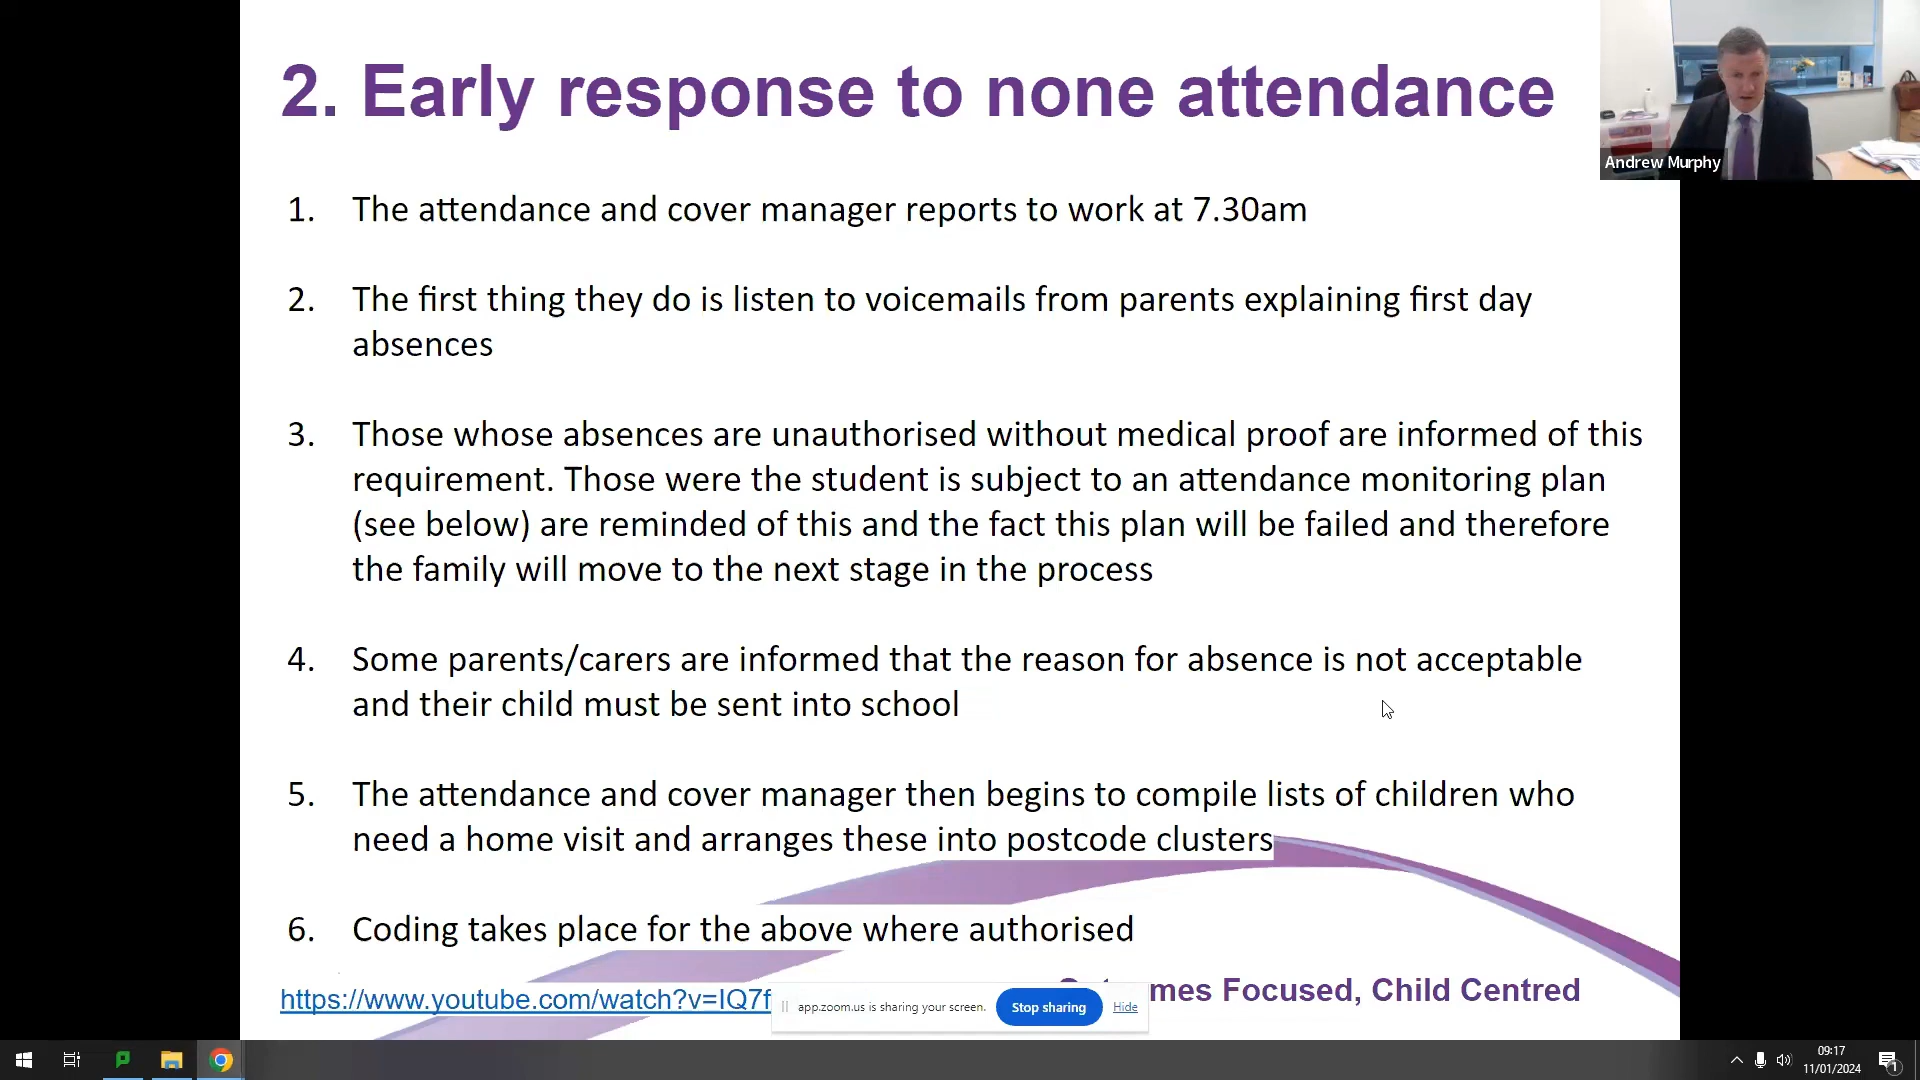 2. Early response to none attendance
Andrew Murphy
1. The attendance and cover manager reports to work at 7.30am
2. The first thing they do is listen to voicemails from parents explaining first day
absences
3. Those whose absences are unauthorised without medical proof are informed of this
requirement. Those were the student is subject to an attendance monitoring plan
(see below) are reminded of this and the fact this plan will be failed and therefore
the family will move to the next stage in the process
4. Some parents/carers are informed that the reason for absence is not acceptable
and their child must be sent into school
5. The attendance and cover manager then begins to compile lists of children who
need a home visit and arranges these into postcode clusters
6. Coding takes place for the above where authorised
Focused, Child Centred
https://www.youtube.com/watch?v=IQ7f
app.zoom.us is sharing your screen. Stop sharing Hide
09:17
11/01/2024
1